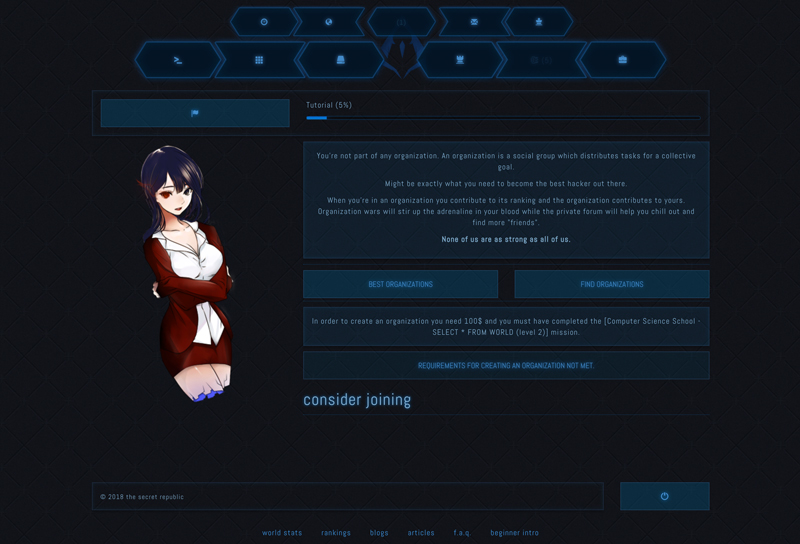 Tutorial (5%)
You're not part of any organization. An organization is a social group which distributes tasks for a collective
goal.
Might be exactly what you need to become the best hacker out there.
When you're in an organization you contribute to its ranking and the organization contributes to yours.
Organization wars will stir up the adrenaline in your blood while the private forum will help you chill out and
find more "friends".
None of us are as strong as all of us.
BEST ORGANIZATIONS
FIND ORGANIZATIONS
In order to create an organization you need 100$ and you must have completed the [Computer Science School -
SELECT * FROM WORLD (level 2)] mission.
REQUIREMENTS FOR CREATING AN ORGANIZATION NOT MET.
consider joining
© 2018 the secret republic
world stats rankings blogs articles f.a.q. beginner intro